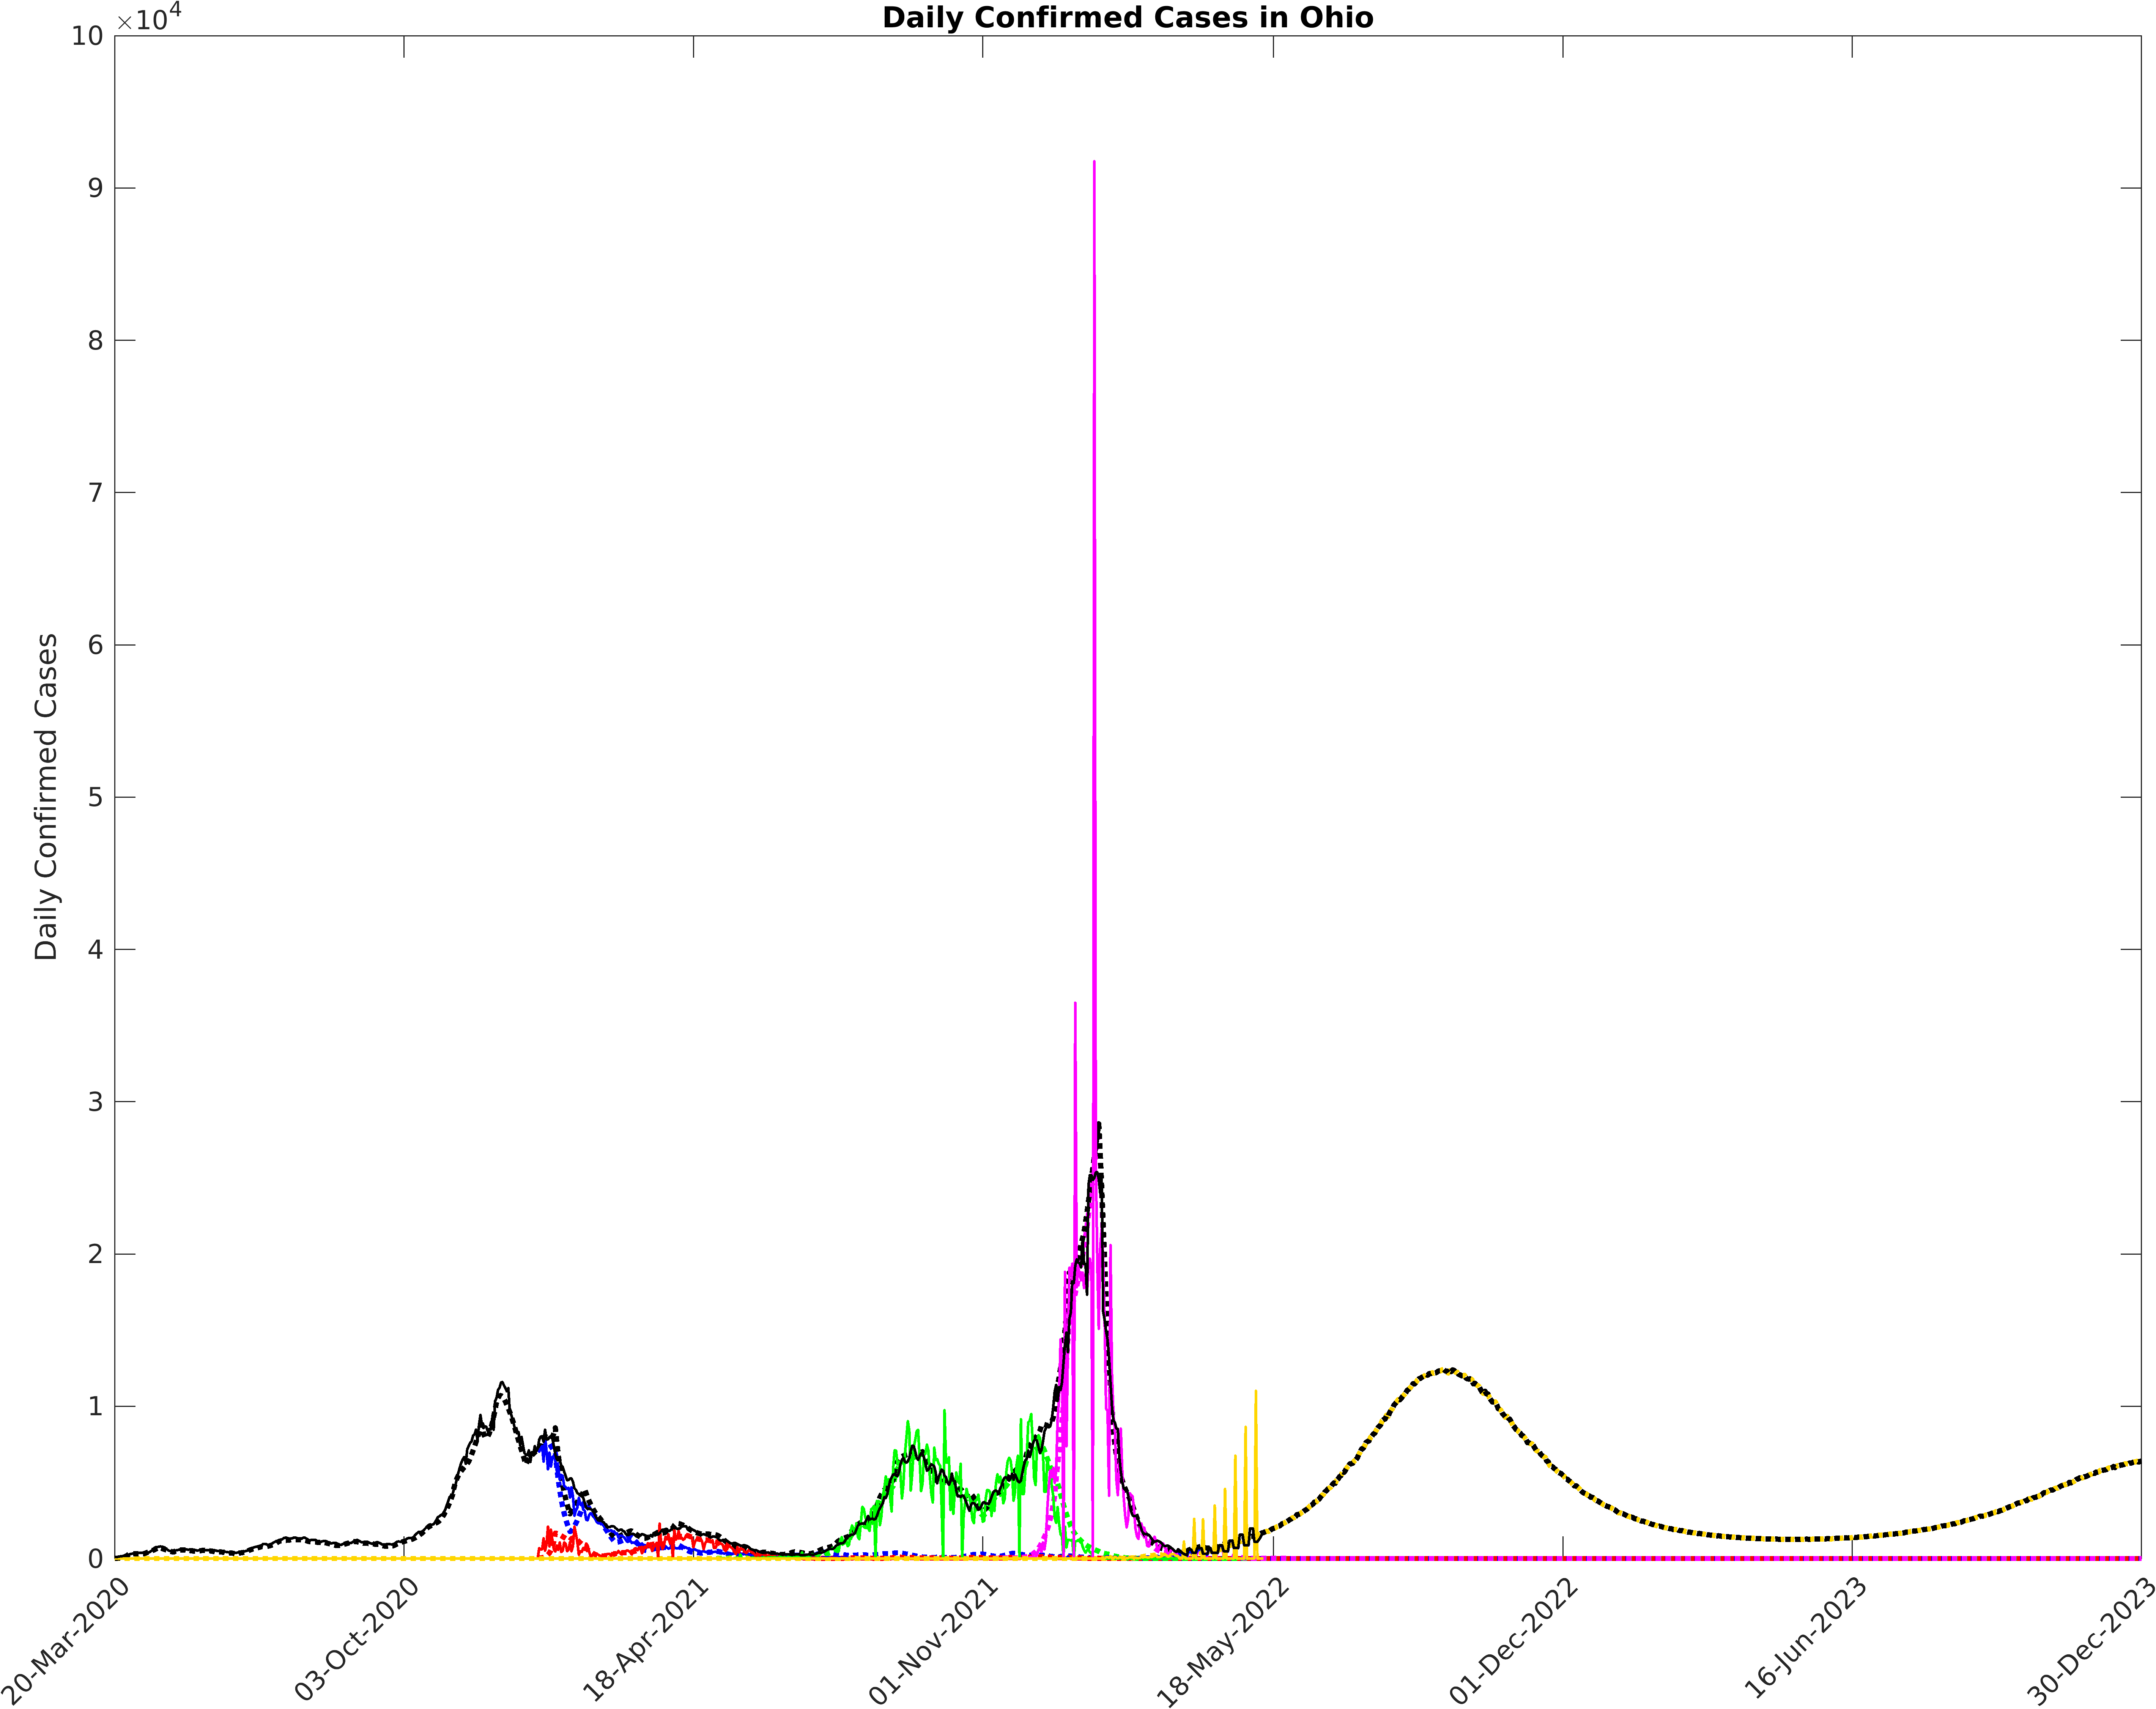 Daily Confirmed Cases in Ohio
×10⁴
10
9
8
7
6
5
4
3
2
1
0
Daily Confirmed Cases
20-Mar-2020
03-Oct-2020
18-Apr-2021
01-Nov-2021
18-May-2022
01-Dec-2022
16-Jun-2023
30-Dec-2023